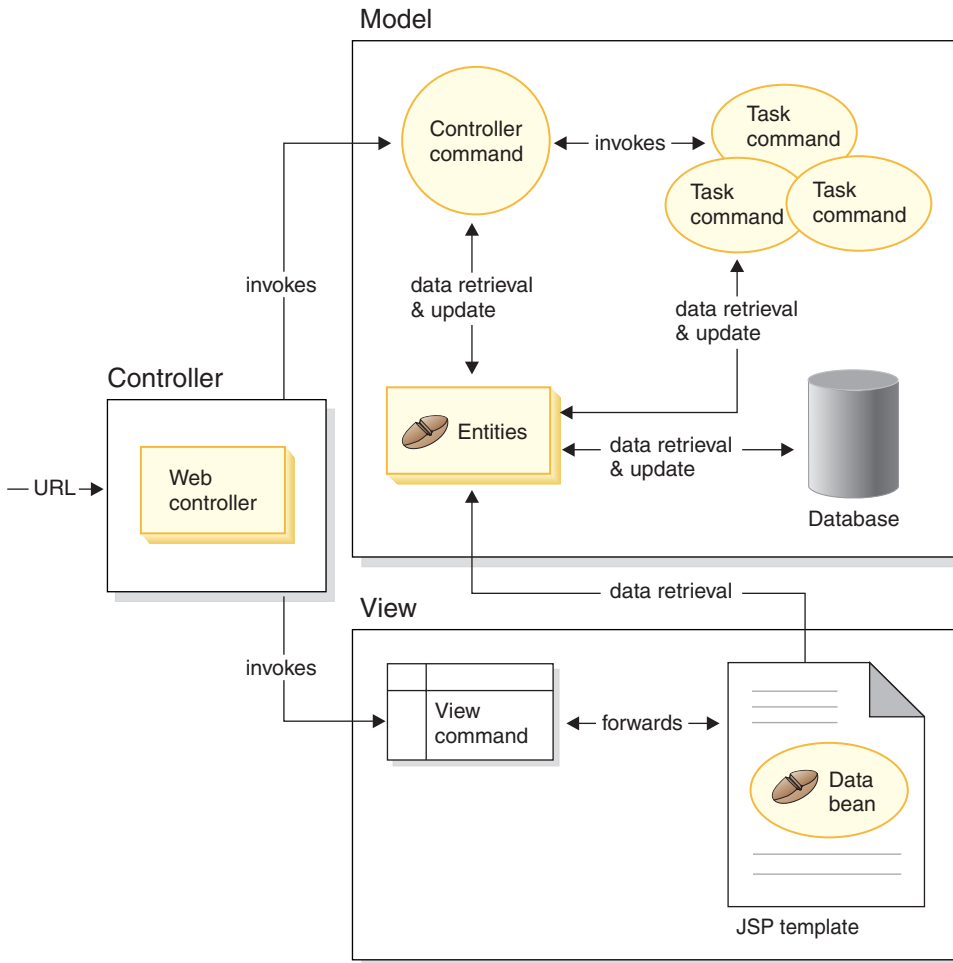 Model
Controller
command
invokes
Task
command
Task
command
Task
command
invokes
data retrieval
& update
data retrieval
& update
Controller
Entities
data retrieval
& update
URL
Web
controller
Database
data retrieval
View
invokes
View
command
forwards
Data
bean
JSP template